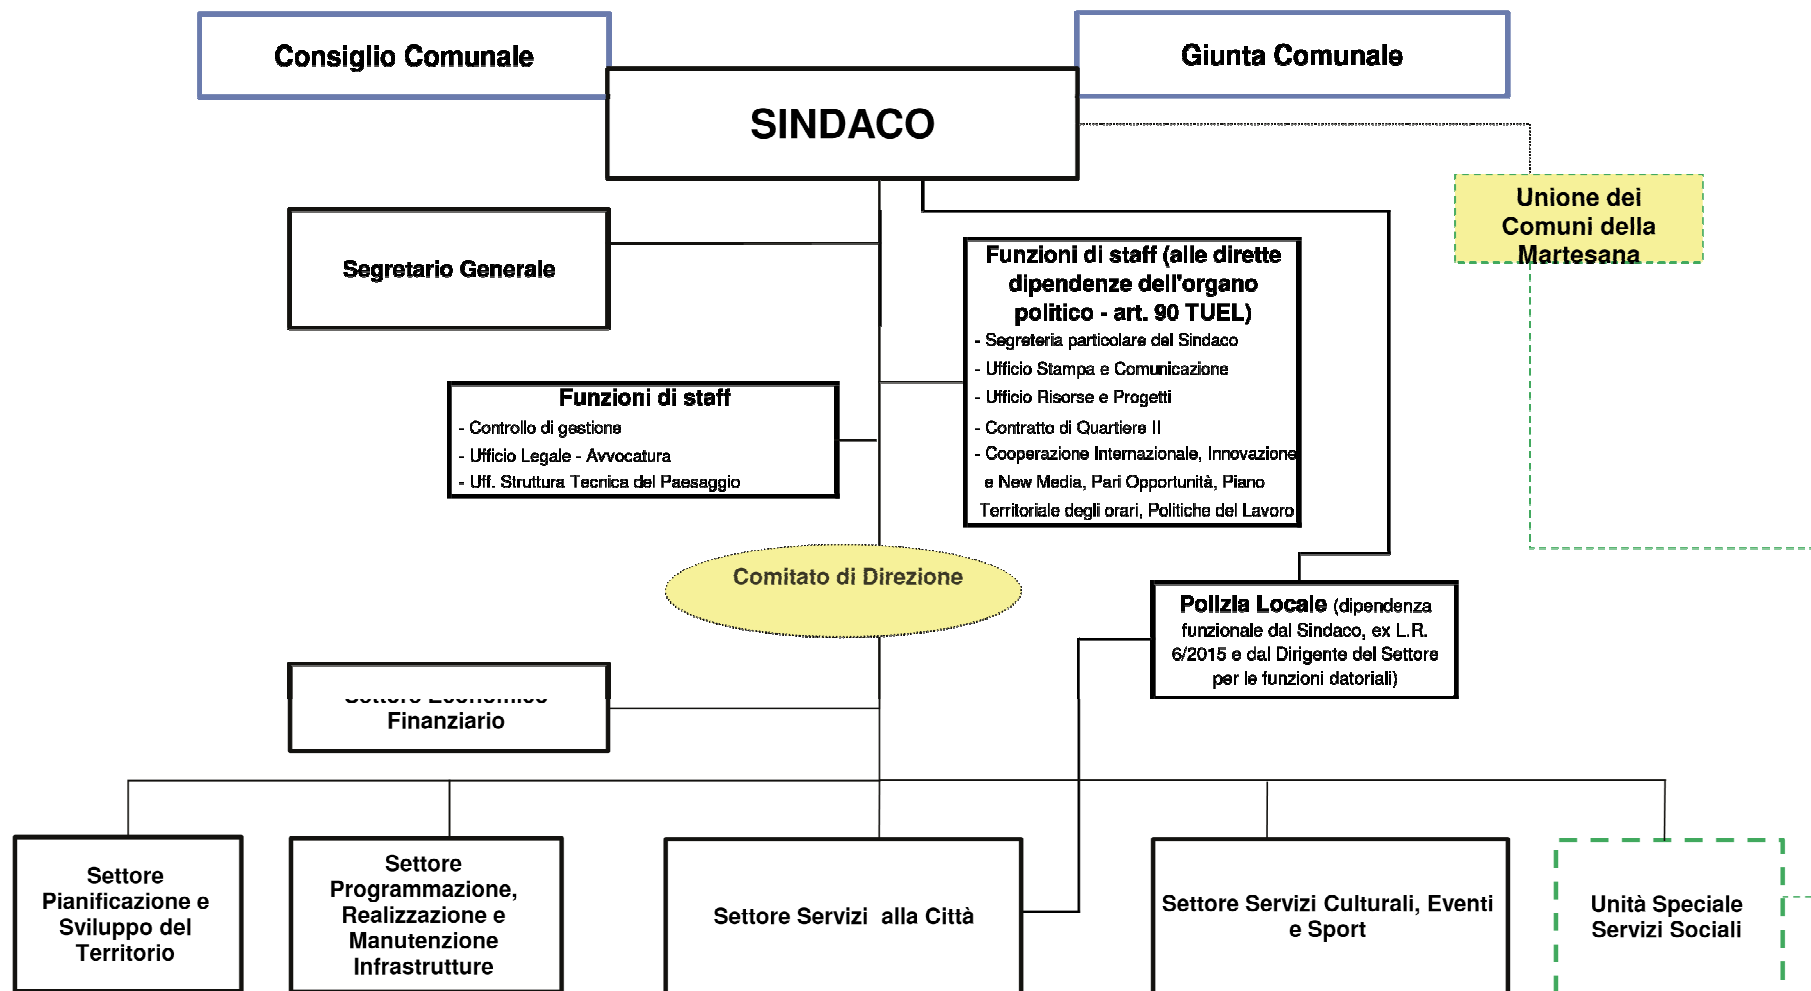 Consiglio Comunale
Giunta Comunale
SINDACO
Unione dei
Comuni della
Martesana
Segretario Generale
Funzioni di staff (alle dirette
dipendenze dell'organo
politico - art. 90 TUEL)
- Segreteria particolare del Sindaco
- Ufficio Stampa e Comunicazione
- Ufficio Risorse e Progetti
- Contratto di Quartiere II
- Cooperazione Internazionale, Innovazione
e New Media, Pari Opportunità, Piano
Territoriale degli orari, Politiche del Lavoro
Funzioni di staff
- Controllo di gestione
- Ufficio Legale - Avvocatura
- Uff. Struttura Tecnica del Paesaggio
Comitato di Direzione
Polizia Locale (dipendenza
funzionale dal Sindaco, ex L.R.
6/2015 e dal Dirigente del Settore
per le funzioni datoriali)
Settore Economico
Finanziario
Settore
Pianificazione e
Sviluppo del
Territorio
Settore
Programmazione,
Realizzazione e
Manutenzione
Infrastrutture
Settore Servizi alla Città
Settore Servizi Culturali, Eventi
e Sport
Unità Speciale
Servizi Sociali